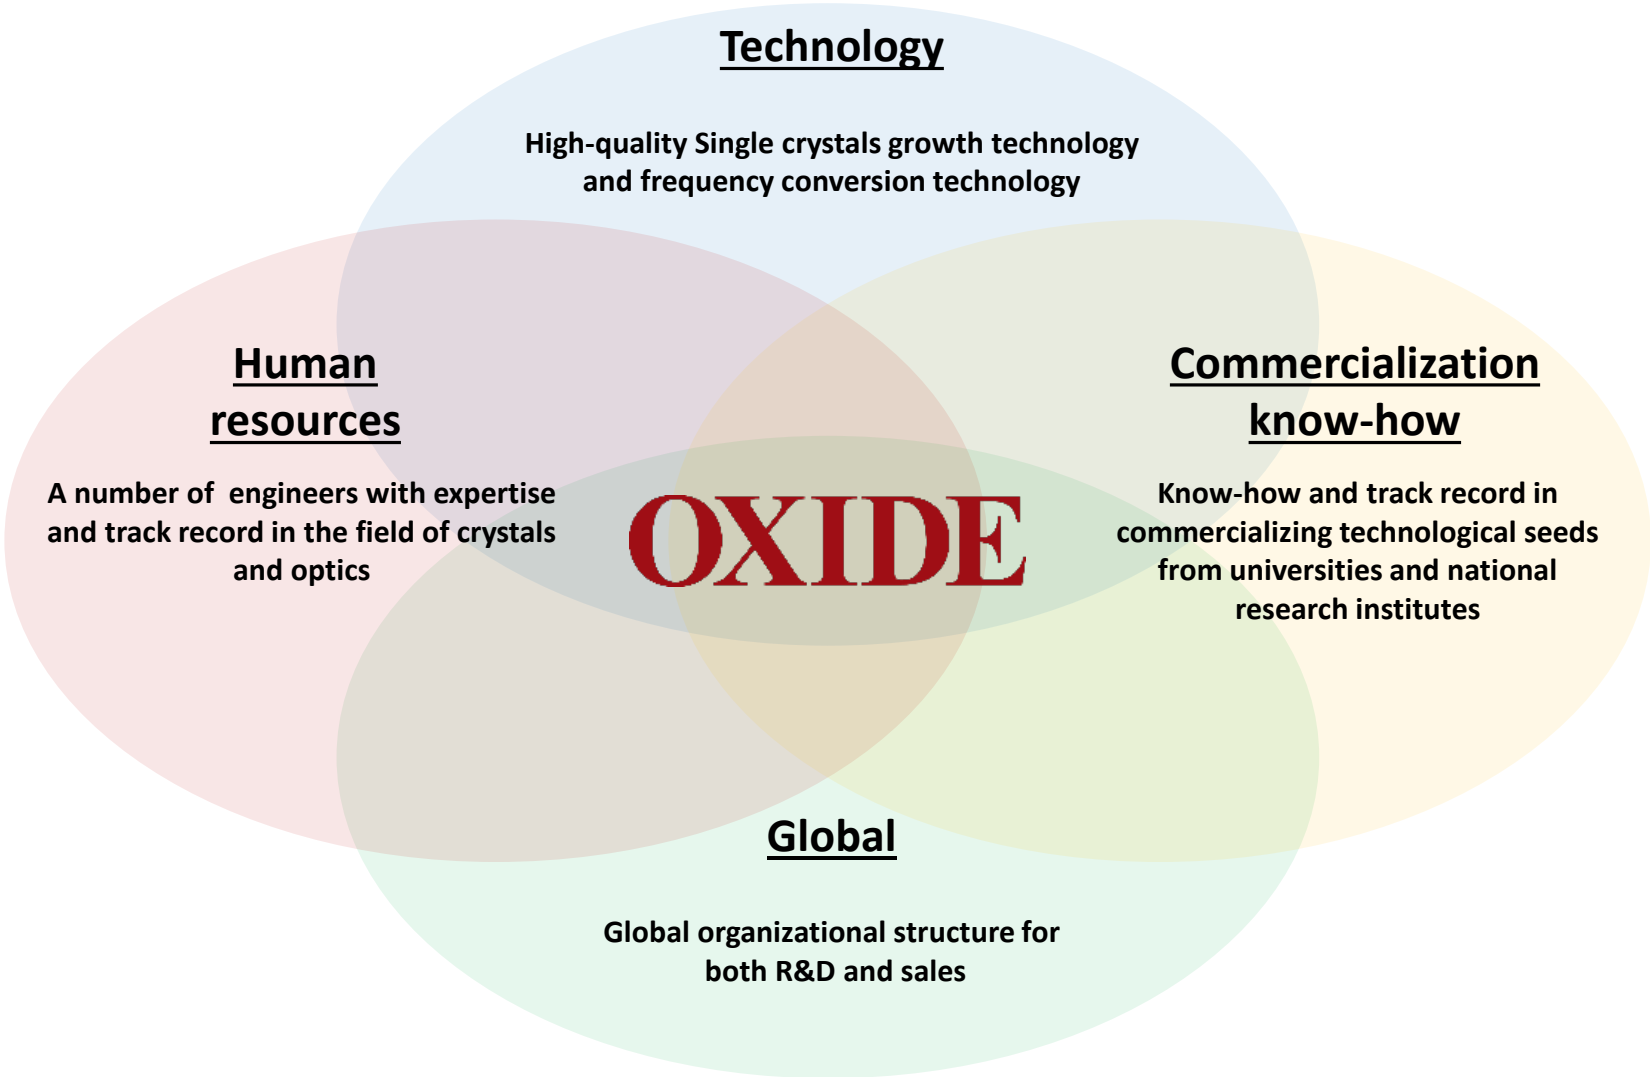 Technology
High-quality Single crystals growth technology
and frequency conversion technology
Human
resources
A number of  engineers with expertise
and track record in the field of crystals
and optics
OXIDE
Commercialization
know-how
Know-how and track record in
commercializing technological seeds
from universities and national
research institutes
Global
Global organizational structure for
both R&D and sales